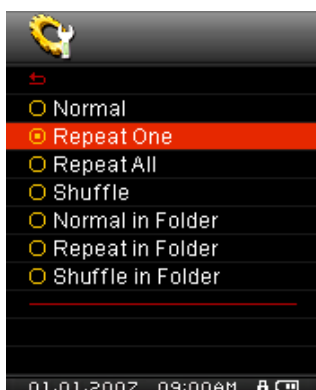 Normal
Repeat One
Repeat All
Shuffle
Normal in Folder
Repeat in Folder
Shuffle in Folder
01.01.2007 09:00AM